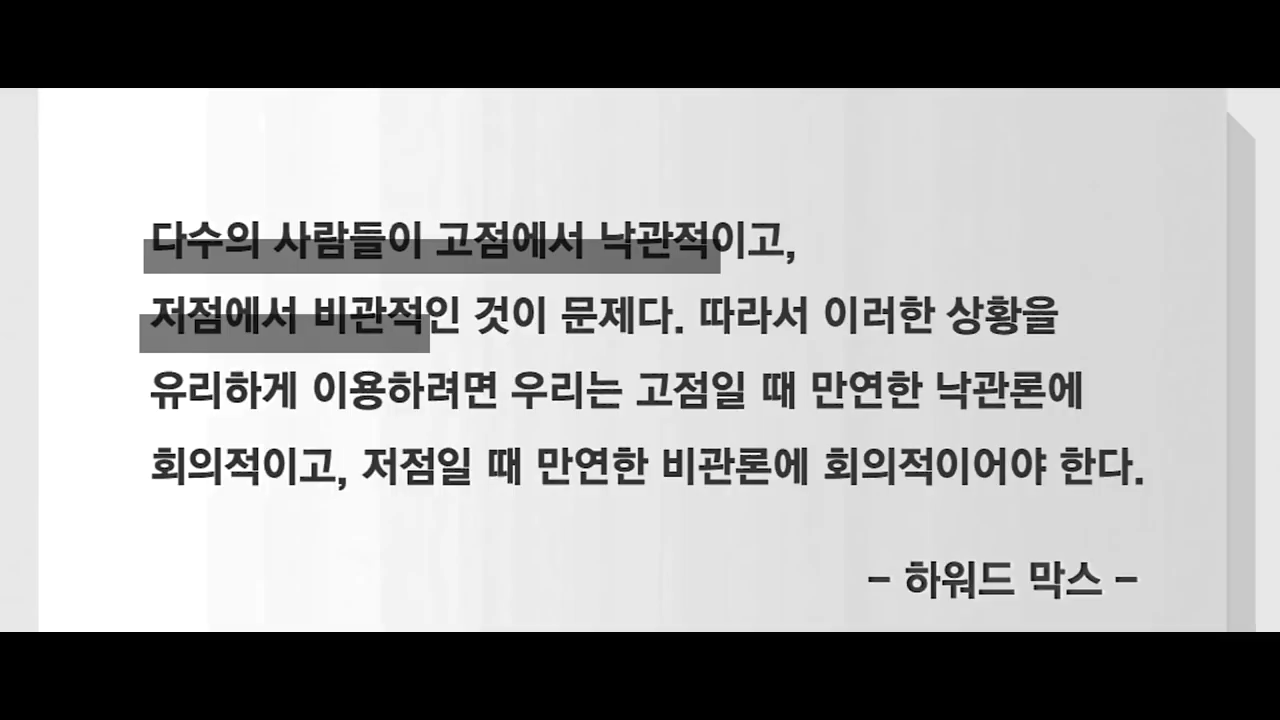 다수의 사람들이 고점에서 낙관적이고,
저점에서 비관적인 것이 문제다. 따라서 이러한 상황을
유리하게 이용하려면 우리는 고점일 때 만연한 낙관론에
회의적이고, 저점일 때 만연한 비관론에 회의적이어야 한다.
- 하워드 막스 -